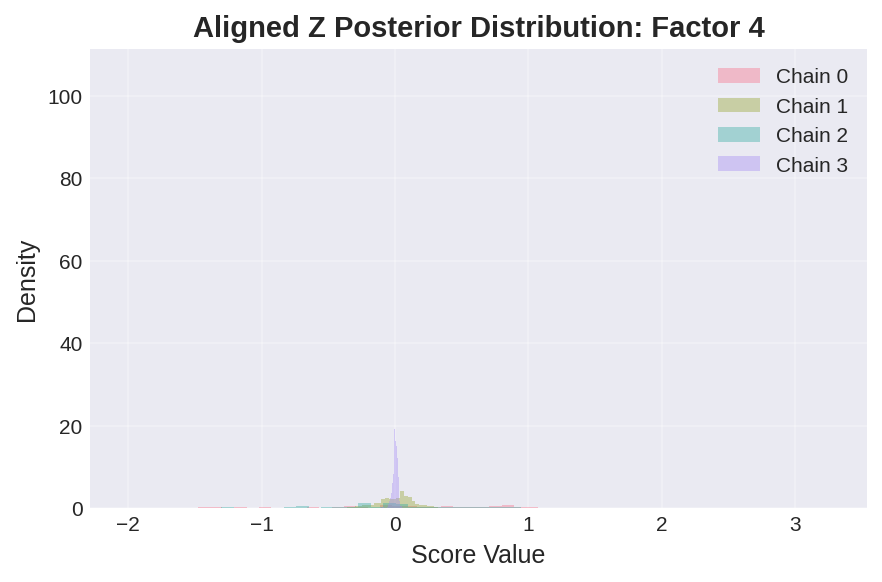 Aligned Z Posterior Distribution: Factor 4
Chain 0
Chain 1
Chain 2
Chain 3
Density
100
80
60
40
20
0
−2 −1 0 1 2 3
Score Value